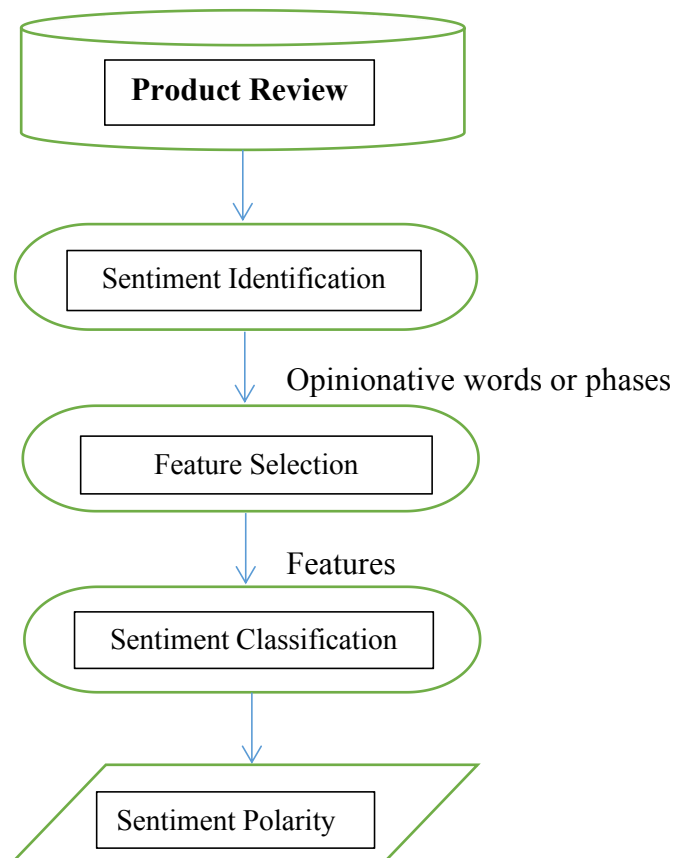 Product Review
Sentiment Identification
Opinionative words or phases
Feature Selection
Features
Sentiment Classification
Sentiment Polarity